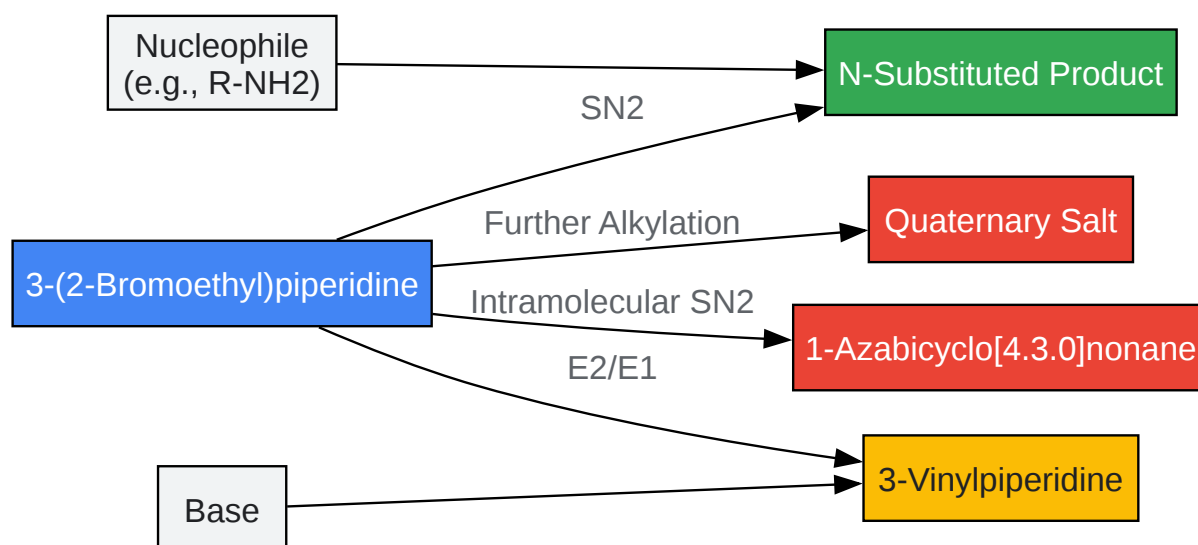 Nucleophile
(e.g., R-NH2)
N-Substituted Product
SN2
Further Alkylation
Quaternary Salt
3-(2-Bromoethyl)piperidine
Intramolecular SN2
1-Azabicyclo[4.3.0]nonane
E2/E1
3-Vinylpiperidine
Base